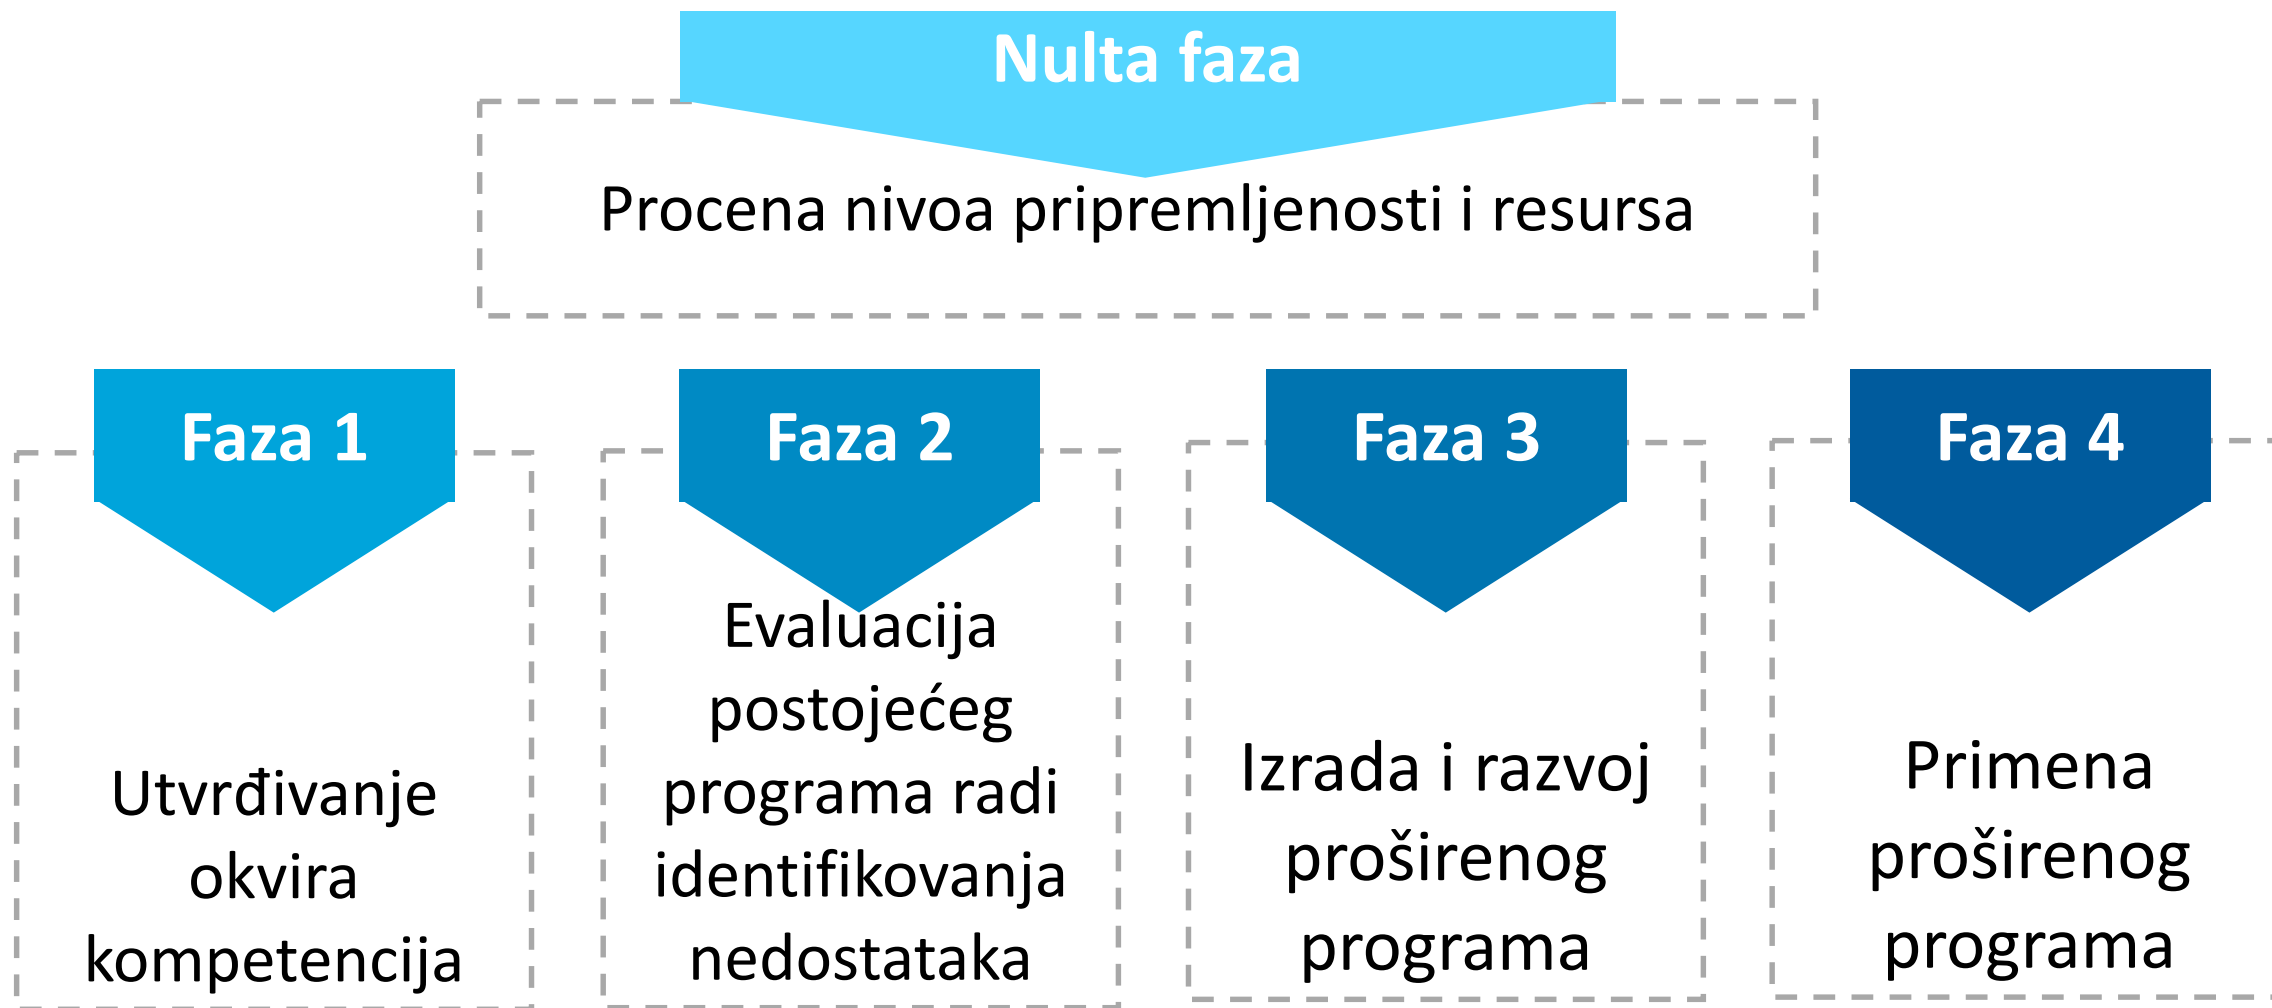 Nulta faza
Procena nivoa pripremljenosti i resursa
Faza 1
Utvrđivanje
okvira
kompetencija
Faza 2
Evaluacija
postojećeg
programa radi
identifikovanja
nedostataka
Faza 3
Izrada i razvoj
proširenog
programa
Faza 4
Primena
proširenog
programa